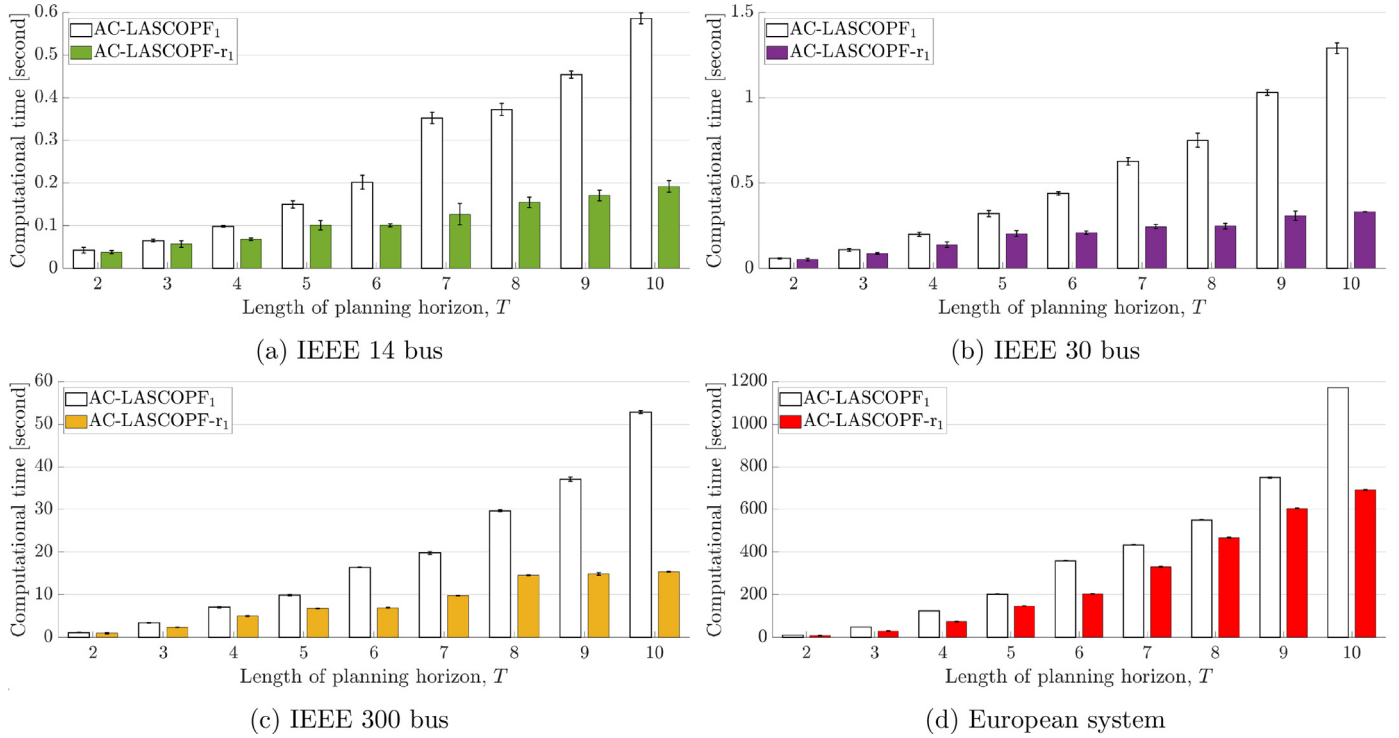 0.6
0.5
0.4
0.3
0.2
0.1
0
Computational time [second]
AC-LASCOPF₁
AC-LASCOPF-r₁
2 3 4 5 6 7 8 9 10
Length of planning horizon, T
(a) IEEE 14 bus
1.5
1
0.5
0
Computational time [second]
AC-LASCOPF₁
AC-LASCOPF-r₁
2 3 4 5 6 7 8 9 10
Length of planning horizon, T
(b) IEEE 30 bus
60
50
40
30
20
10
0
Computational time [second]
AC-LASCOPF₁
AC-LASCOPF-r₁
2 3 4 5 6 7 8 9 10
Length of planning horizon, T
(c) IEEE 300 bus
1200
1000
800
600
400
200
0
Computational time [second]
AC-LASCOPF₁
AC-LASCOPF-r₁
2 3 4 5 6 7 8 9 10
Length of planning horizon, T
(d) European system